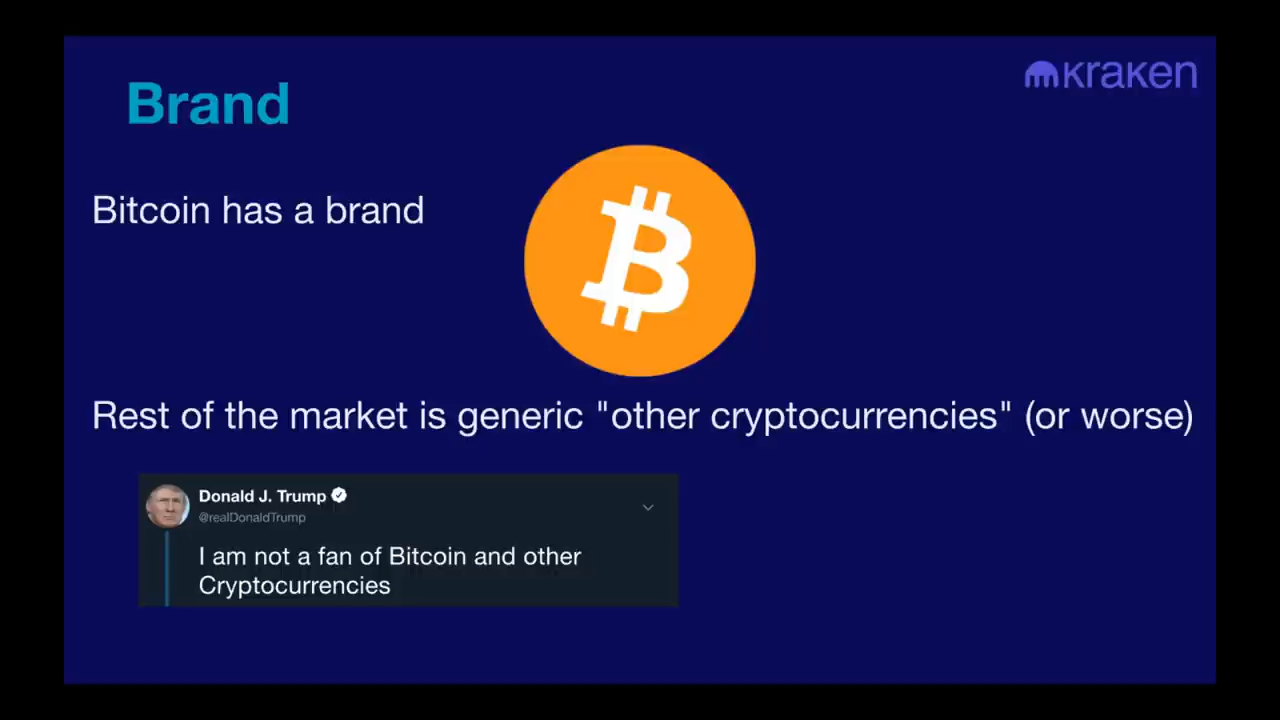 Brand
kraken
Bitcoin has a brand
Rest of the market is generic "other cryptocurrencies" (or worse)
Donald J. Trump
@realDonaldTrump
I am not a fan of Bitcoin and other
Cryptocurrencies